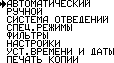 АВТОМАТИЧЕСКИЙ
РУЧНОЙ
СИСТЕМА ОТВЕДЕНИЙ
СПЕЦ.РЕЖИМЫ
ФИЛЬТРЫ
НАСТРОЙКИ
УСТ.ВРЕМЕНИ И ДАТЫ
ПЕЧАТЬ КОПИИ